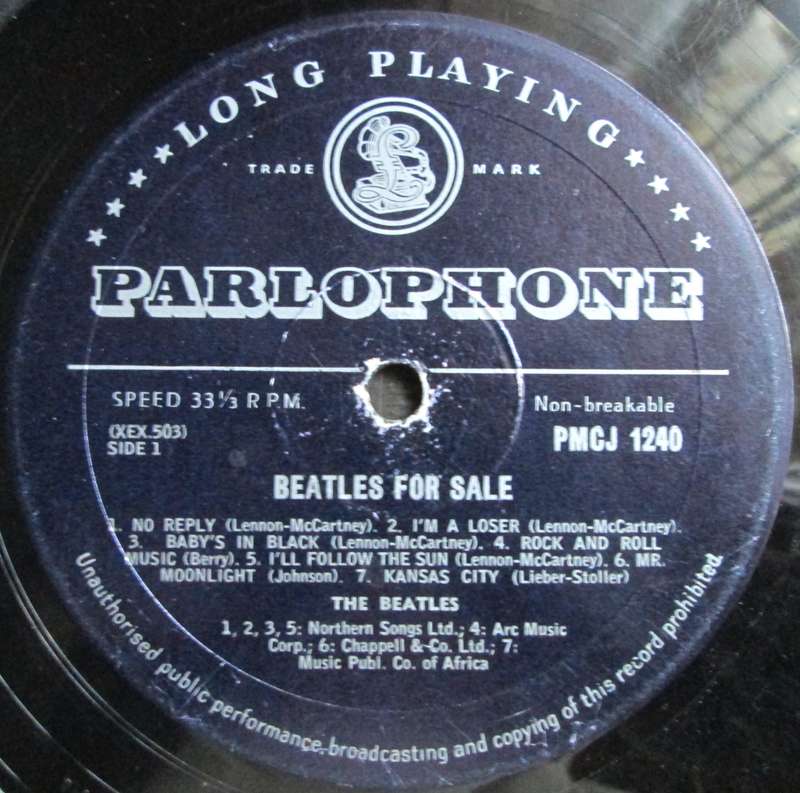 ★★★★ LONG PLAYING ★★★★
TRADE MARK
PARLOPHONE
SPEED 33⅓ R.P.M.
Non-breakable
(XEX.503)
SIDE 1
PMCJ 1240
BEATLES FOR SALE
1. NO REPLY (Lennon-McCartney). 2. I'M A LOSER (Lennon-McCartney).
3. BABY'S IN BLACK (Lennon-McCartney). 4. ROCK AND ROLL
MUSIC (Berry). 5. I'LL FOLLOW THE SUN (Lennon-McCartney). 6. MR.
MOONLIGHT (Johnson). 7. KANSAS CITY (Lieber-Stoller)
THE BEATLES
1, 2, 3, 5: Northern Songs Ltd.; 4: Arc Music
Corp.; 6: Chappell & Co. Ltd.; 7:
Music Publ. Co. of Africa
Unauthorised public performance, broadcasting and copying of this record prohibited.